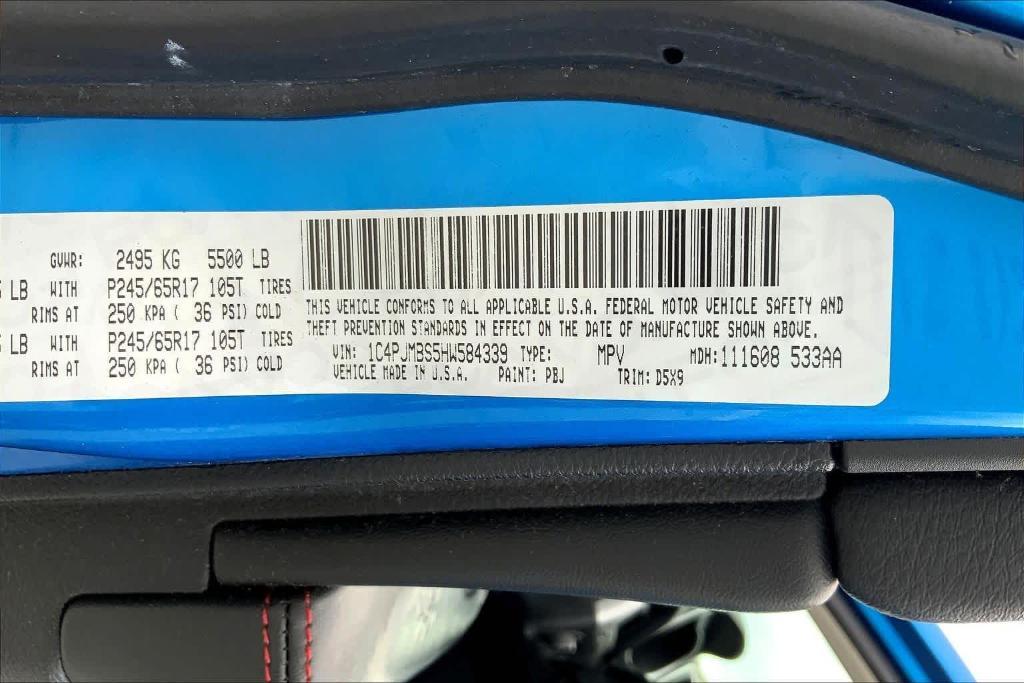 GVWR: 2495 KG 5500 LB
LB WITH P245/65R17 105T TIRES
RIMS AT 250 KPA ( 36 PSI) COLD
LB WITH P245/65R17 105T TIRES
RIMS AT 250 KPA ( 36 PSI) COLD
THIS VEHICLE CONFORMS TO ALL APPLICABLE U.S.A. FEDERAL MOTOR VEHICLE SAFETY AND
THEFT PREVENTION STANDARDS IN EFFECT ON THE DATE OF MANUFACTURE SHOWN ABOVE.
VIN: 1C4PJMBS5HW584339 TYPE: MPV MDH:111608 533AA
VEHICLE MADE IN U.S.A. PAINT: PBJ TRIM: D5X9